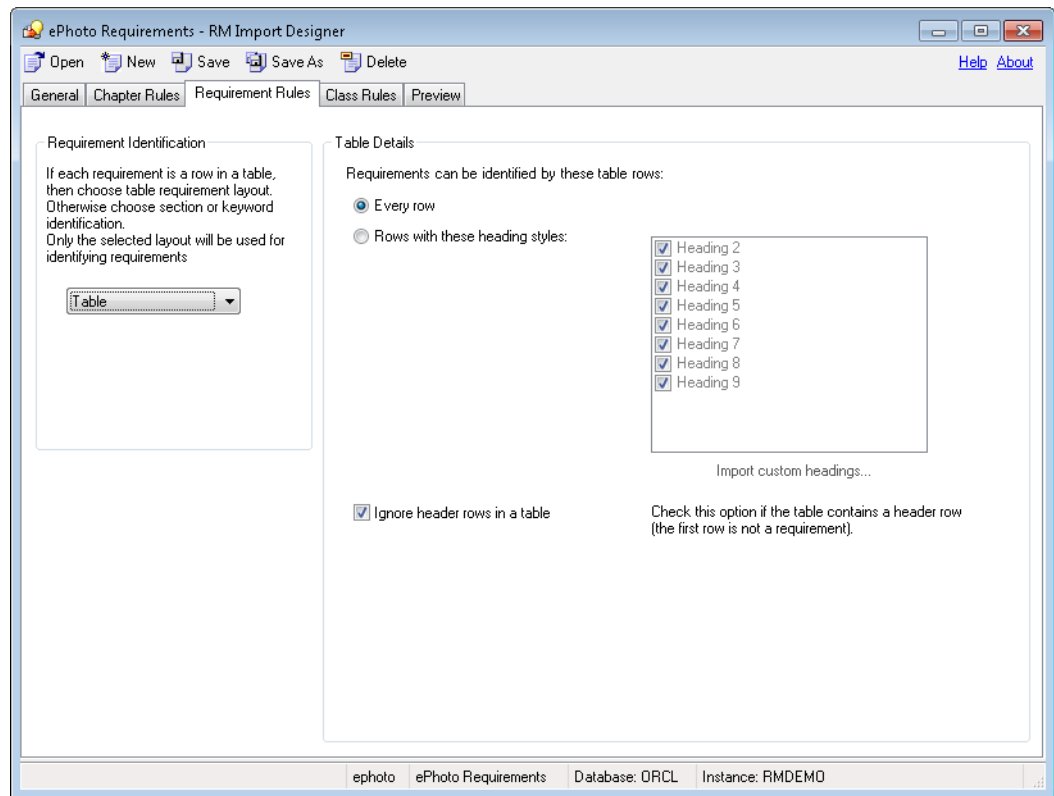 ePhoto Requirements - RM Import Designer
Open New Save Save As Delete Help About
General Chapter Rules Requirement Rules Class Rules Preview
Requirement Identification
If each requirement is a row in a table,
then choose table requirement layout.
Otherwise choose section or keyword
identification.
Only the selected layout will be used for
identifying requirements
Table
Table Details
Requirements can be identified by these table rows:
Every row
Rows with these heading styles:
Heading 2
Heading 3
Heading 4
Heading 5
Heading 6
Heading 7
Heading 8
Heading 9
Import custom headings...
Ignore header rows in a table
Check this option if the table contains a header row
(the first row is not a requirement).
ephoto ePhoto Requirements Database: ORCL Instance: RMDEMO